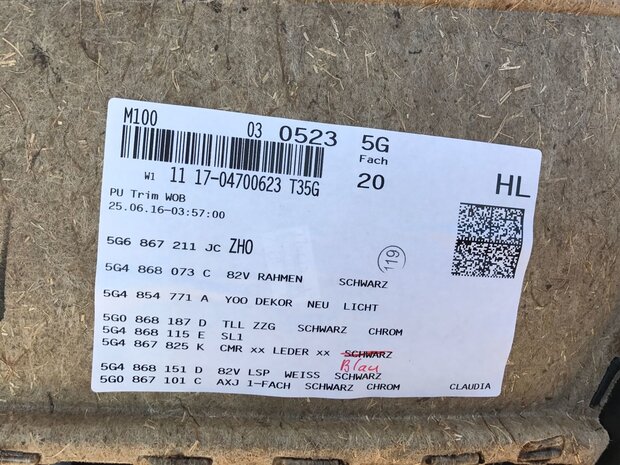 M100 03 0523 5G
Fach
W1 11 17-04700623 T35G 20
HL
PU Trim WOB
25.06.16-03:57:00
5G6 867 211 JC ZHO
119
5G4 868 073 C 82V RAHMEN SCHWARZ
5G4 854 771 A YOO DEKOR NEU LICHT
5G0 868 187 D TLL ZZG SCHWARZ CHROM
5G4 868 115 E SL1
5G4 867 825 K CMR xx LEDER xx SCHWARZ
Blau
5G4 868 151 D 82V LSP WEISS SCHWARZ
5G0 867 101 C AXJ 1-FACH SCHWARZ CHROM CLAUDIA